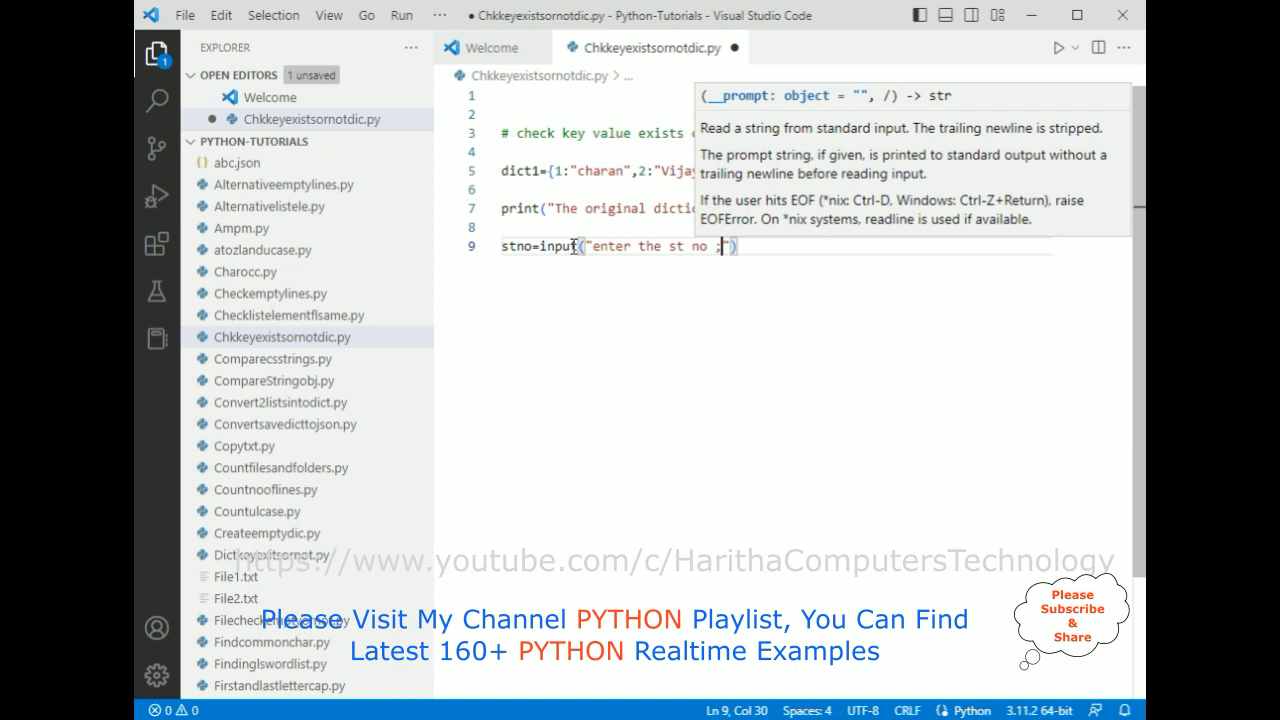 File Edit Selection View Go Run ··· ● Chkkeyexistsornotdic.py - Python-Tutorials - Visual Studio Code
EXPLORER ···
OPEN EDITORS 1 unsaved
Welcome
● Chkkeyexistsornotdic.py
PYTHON-TUTORIALS
{} abc.json
Alternativeemptylines.py
Alternativelistele.py
Ampm.py
atozlanducase.py
Charocc.py
Checkemptylines.py
Checklistelementflsame.py
Chkkeyexistsornotdic.py
Comparecsstrings.py
CompareStringobj.py
Convert2listsintodict.py
Convertsavedicttojson.py
Copytxt.py
Countfilesandfolders.py
Countnooflines.py
Countulcase.py
Createemptydic.py
Dictkeyexitsornot.py
File1.txt
File2.txt
Findcommonchar.py
Findinglswordlist.py
Firstandlastlettercap.py
1
Welcome Chkkeyexistsornotdic.py ●
Chkkeyexistsornotdic.py > ...
1
2
3 # check key value exists
4
5 dict1={1:"charan",2:"Vijay
6
7 print("The original dictio
8
9 stno=input("enter the st no ;")
(__prompt: object = "", /) -> str
Read a string from standard input. The trailing newline is stripped.
The prompt string, if given, is printed to standard output without a
trailing newline before reading input.
If the user hits EOF (*nix: Ctrl-D, Windows: Ctrl-Z+Return), raise
EOFError. On *nix systems, readline is used if available.
https://www.youtube.com/c/HarithaComputersTechnology
Please Visit My Channel PYTHON Playlist, You Can Find
Latest 160+ PYTHON Realtime Examples
Please
Subscribe
&
Share
0 0 Ln 9, Col 30 Spaces: 4 UTF-8 CRLF {} Python 3.11.2 64-bit